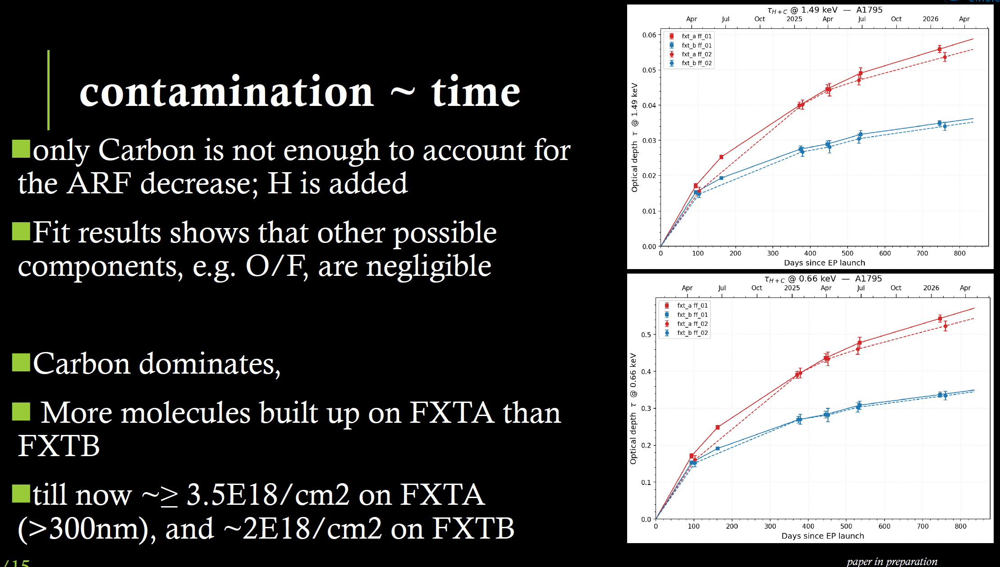 contamination ~ time
■only Carbon is not enough to account for
the ARF decrease; H is added
■Fit results shows that other possible
components, e.g. O/F, are negligible
■Carbon dominates,
■ More molecules built up on FXTA than
FXTB
■till now ~≥ 3.5E18/cm2 on FXTA
(>300nm), and ~2E18/cm2 on FXTB
/15
τH+C @ 1.49 keV — A1795
Apr Jul Oct 2025 Apr Jul Oct 2026 Apr
fxt_a ff_01
fxt_b ff_01
fxt_a ff_02
fxt_b ff_02
Optical depth τ @ 1.49 keV
0.06
0.05
0.04
0.03
0.02
0.01
0.00
0 100 200 300 400 500 600 700 800
Days since EP launch
τH+C @ 0.66 keV — A1795
Apr Jul Oct 2025 Apr Jul Oct 2026 Apr
fxt_a ff_01
fxt_b ff_01
fxt_a ff_02
fxt_b ff_02
Optical depth τ @ 0.66 keV
0.5
0.4
0.3
0.2
0.1
0.0
0 100 200 300 400 500 600 700 800
Days since EP launch
paper in preparation